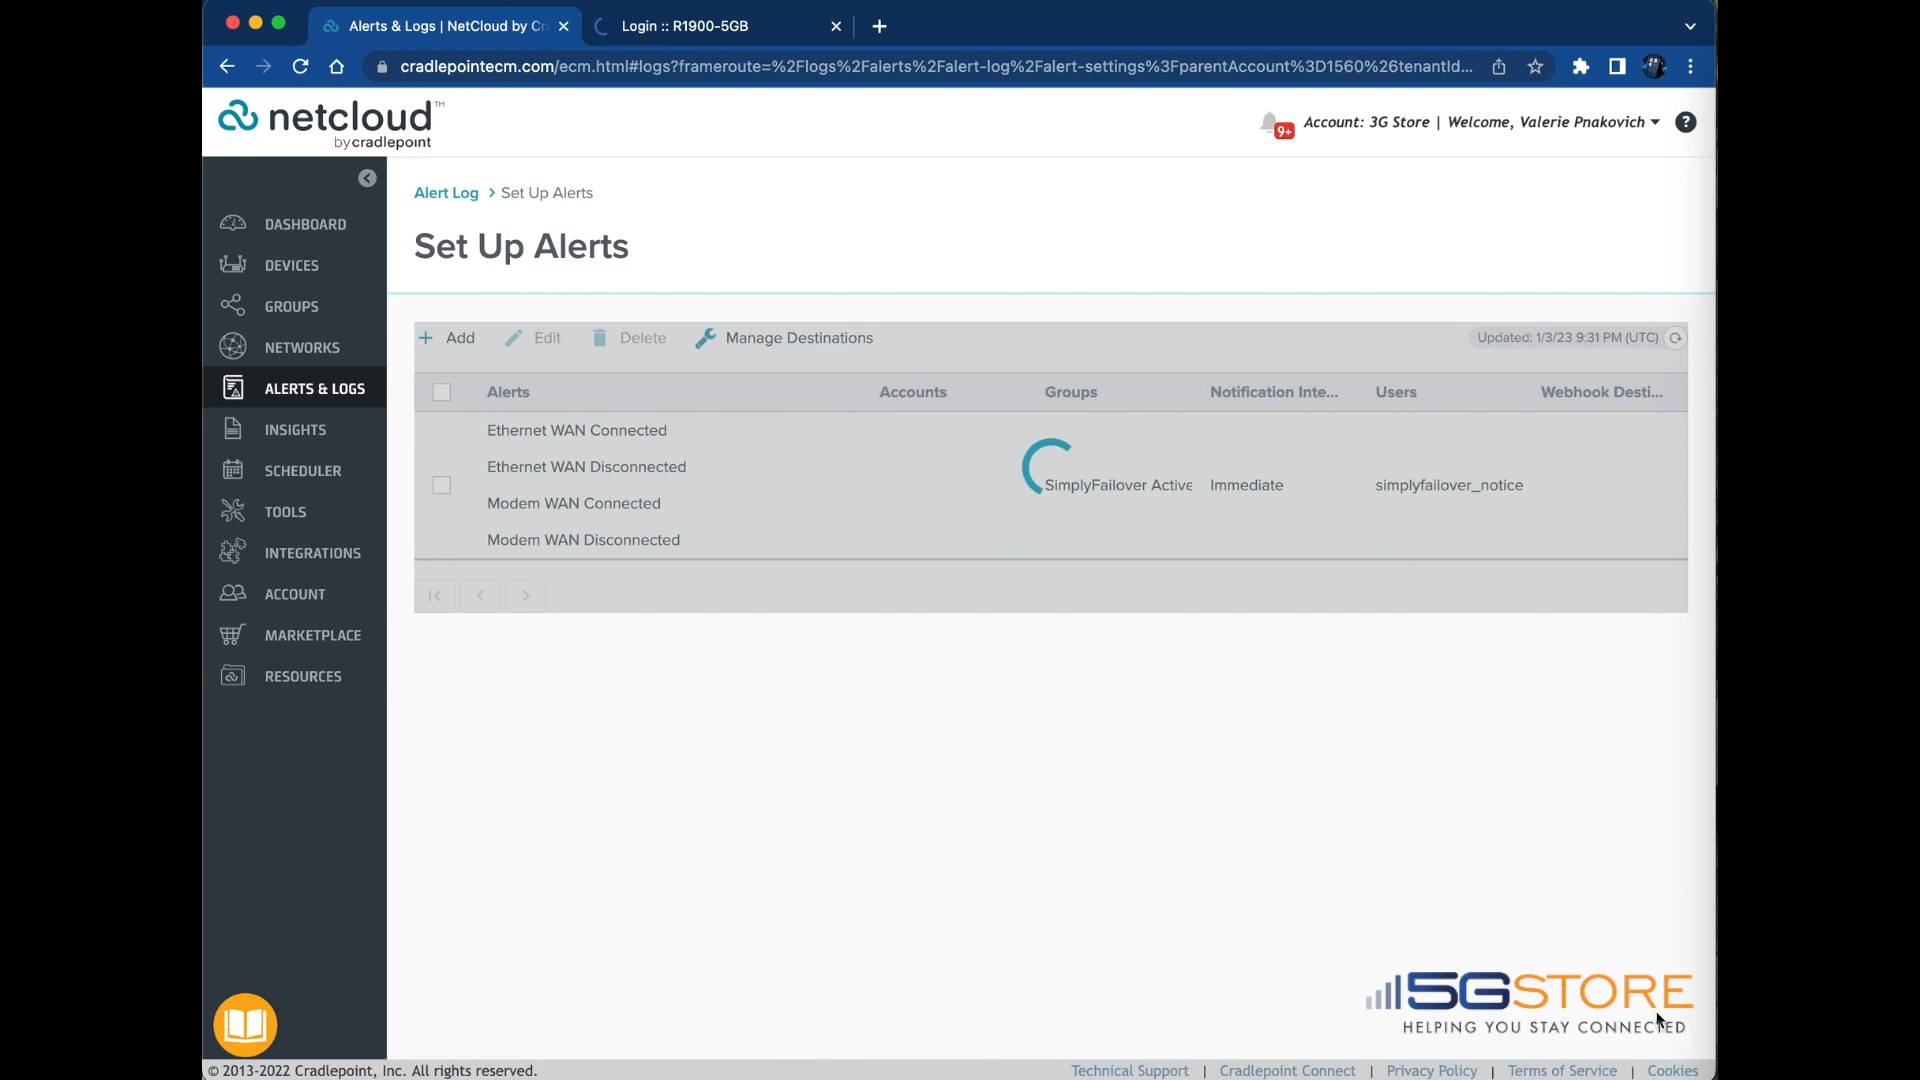 Alerts & Logs | NetCloud by Cr
Login :: R1900-5GB
cradlepointecm.com/ecm.html#logs?frameroute=%2Flogs%2Falerts%2Falert-log%2Falert-settings%3FparentAccount%3D1560%26tenantId...
netcloud™
by cradlepoint
9+
Account: 3G Store | Welcome, Valerie Pnakovich
?
Alert Log > Set Up Alerts
Set Up Alerts
DASHBOARD
DEVICES
GROUPS
NETWORKS
ALERTS & LOGS
INSIGHTS
SCHEDULER
TOOLS
INTEGRATIONS
ACCOUNT
MARKETPLACE
RESOURCES
+ Add Edit Delete Manage Destinations Updated: 1/3/23 9:31 PM (UTC)
Alerts Accounts Groups Notification Inte... Users Webhook Desti...
Ethernet WAN Connected
Ethernet WAN Disconnected
SimplyFailover Active Immediate simplyfailover_notice
Modem WAN Connected
Modem WAN Disconnected
5GSTORE
HELPING YOU STAY CONNECTED
© 2013-2022 Cradlepoint, Inc. All rights reserved.
Technical Support | Cradlepoint Connect | Privacy Policy | Terms of Service | Cookies